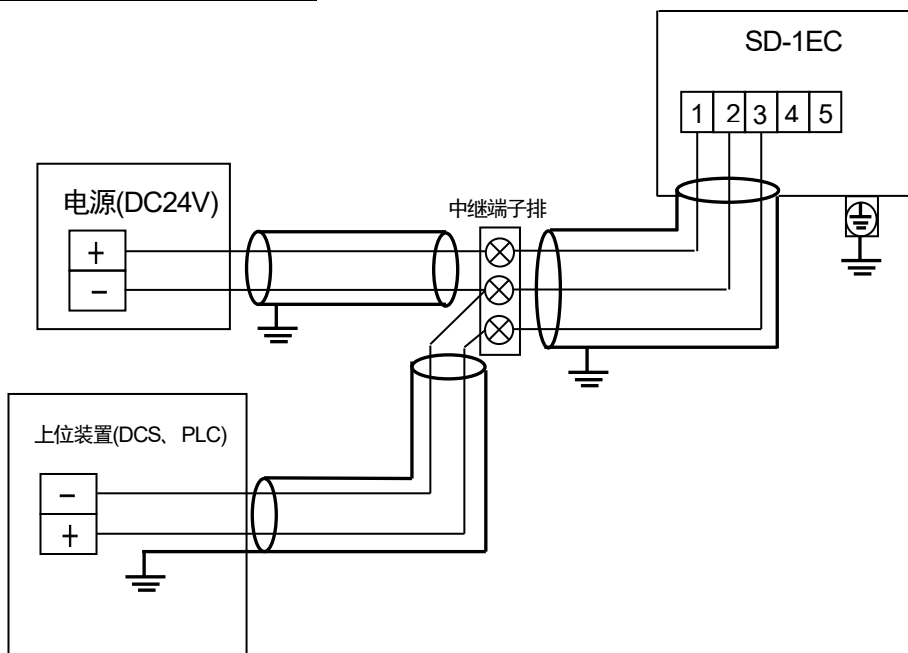 SD-1EC
1 2 3 4 5
电源(DC24V)
+
−
中继端子排
上位装置(DCS、PLC)
−
+